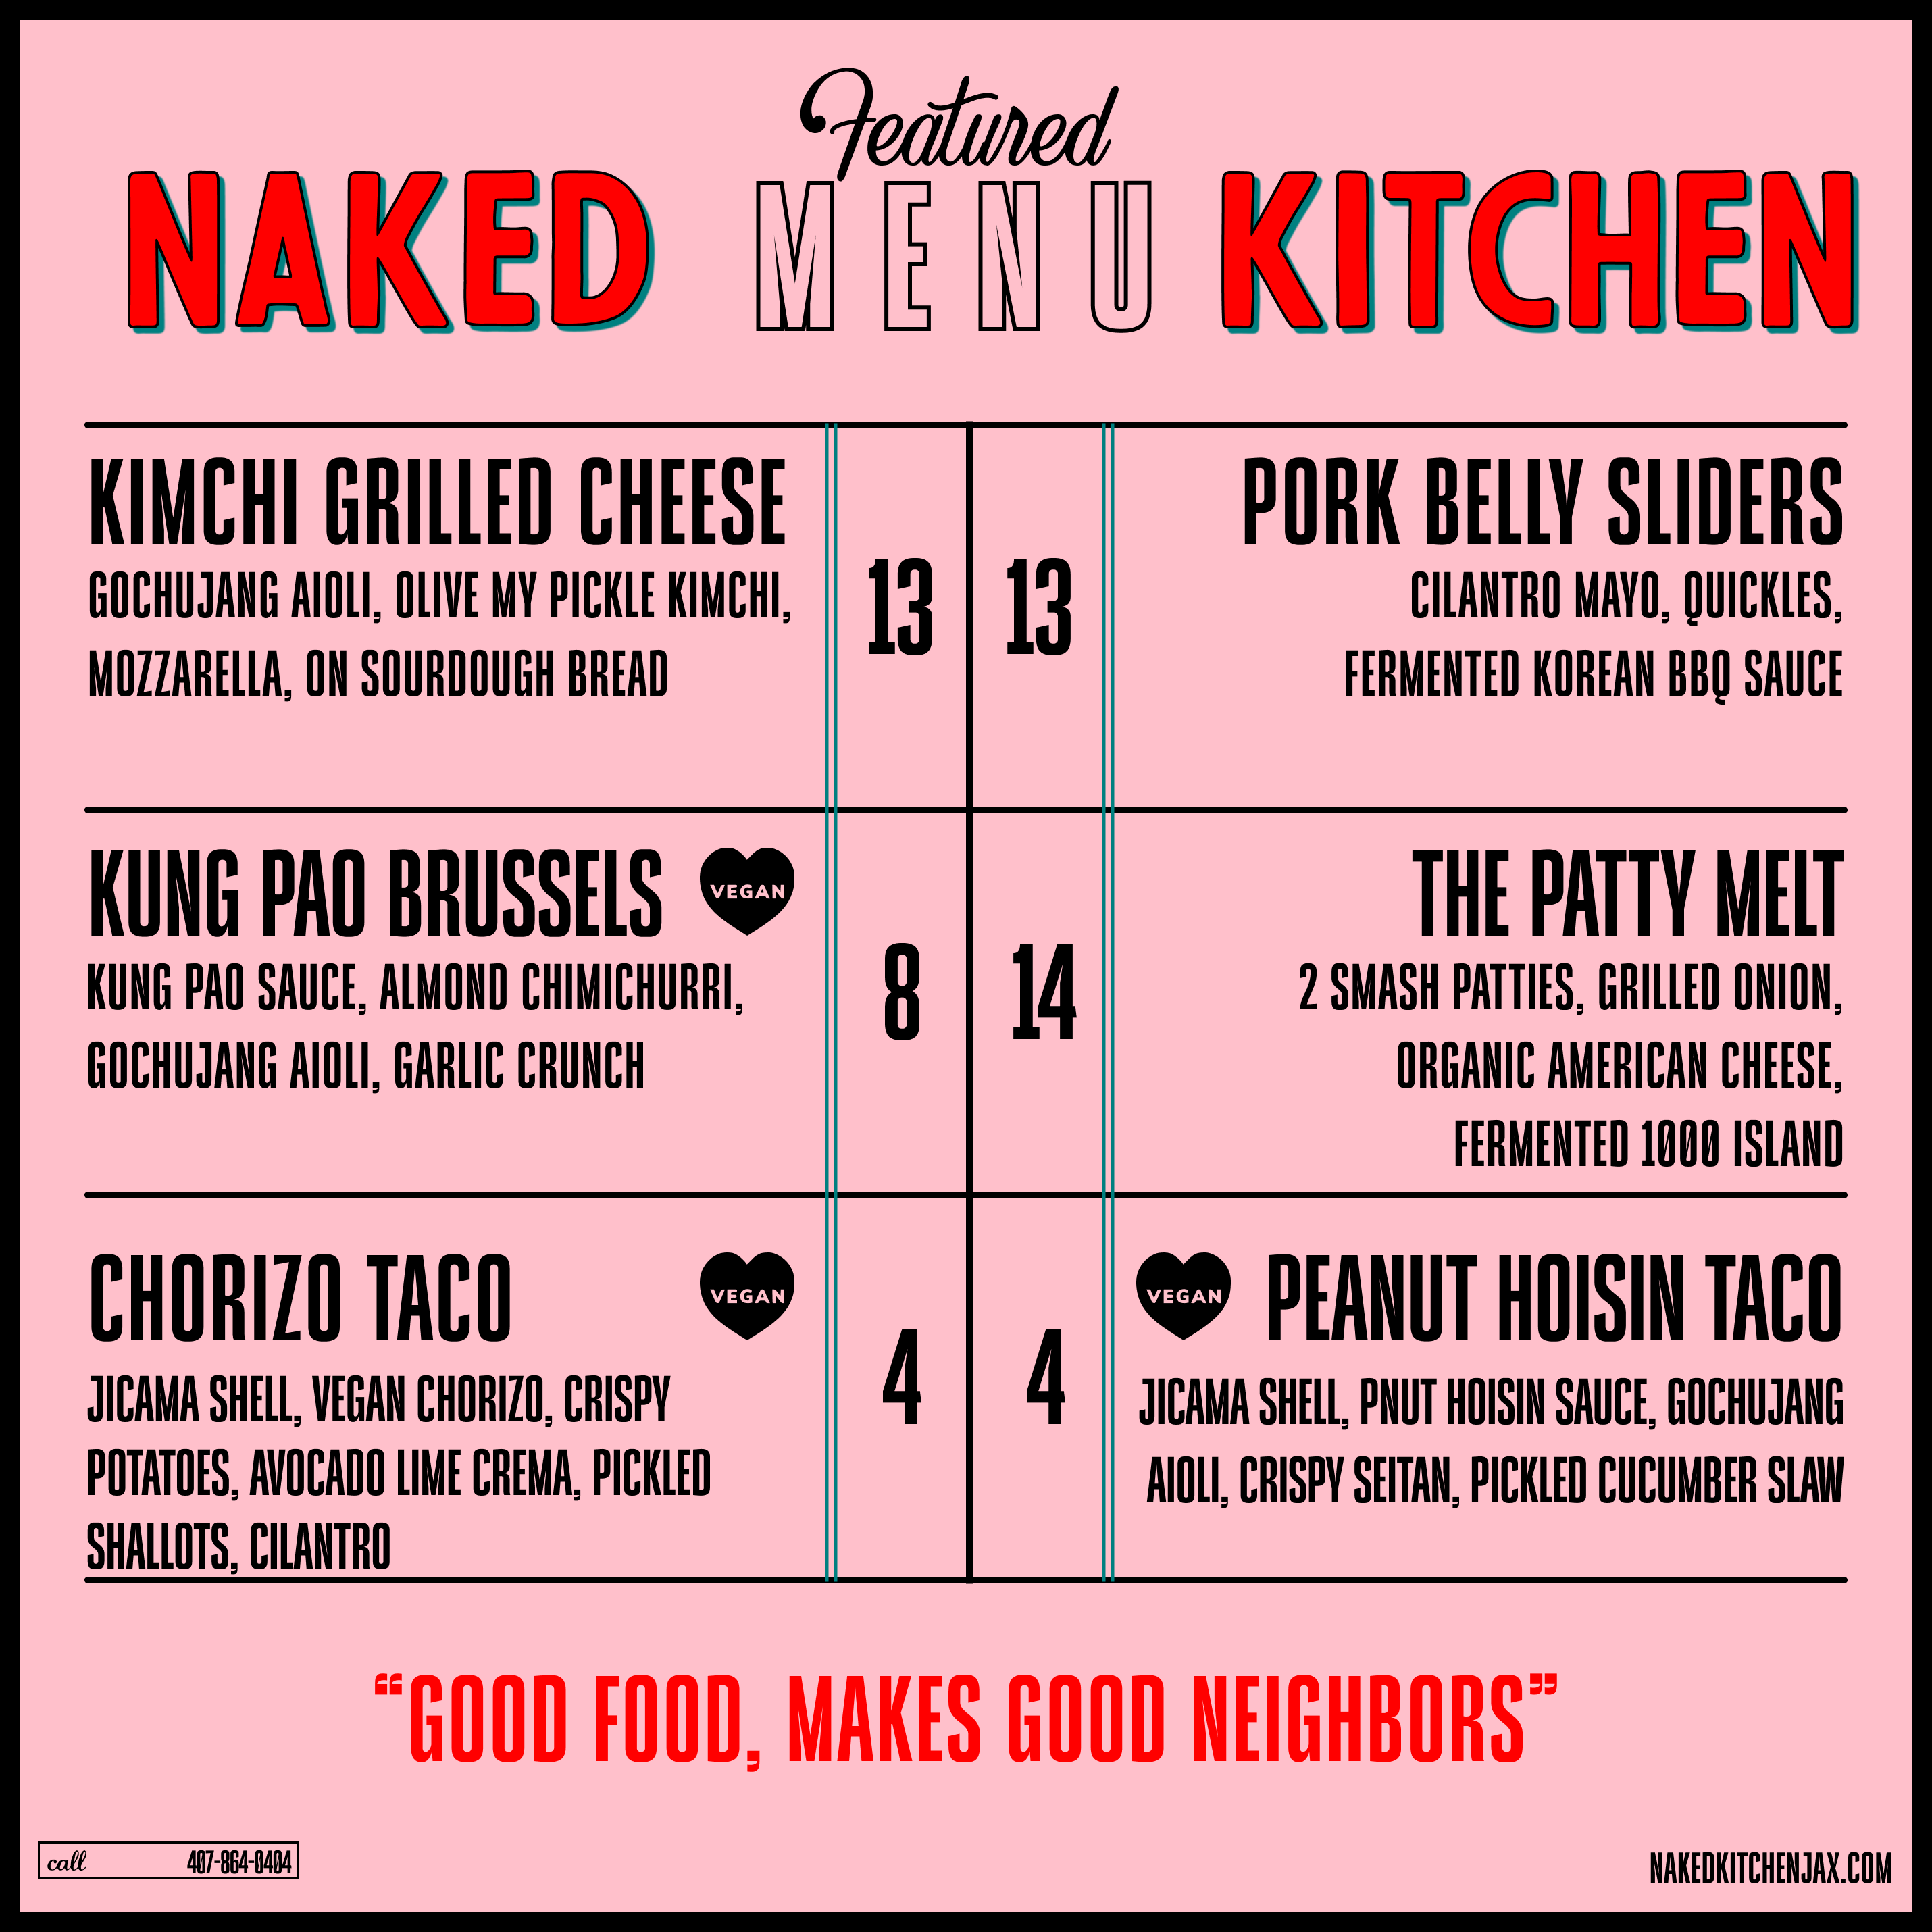 Featured
NAKED MENU KITCHEN
KIMCHI GRILLED CHEESE
GOCHUJANG AIOLI, OLIVE MY PICKLE KIMCHI,
MOZZARELLA, ON SOURDOUGH BREAD
13
13
PORK BELLY SLIDERS
CILANTRO MAYO, QUICKLES,
FERMENTED KOREAN BBQ SAUCE
KUNG PAO BRUSSELS
VEGAN
KUNG PAO SAUCE, ALMOND CHIMICHURRI,
GOCHUJANG AIOLI, GARLIC CRUNCH
8
14
THE PATTY MELT
2 SMASH PATTIES, GRILLED ONION,
ORGANIC AMERICAN CHEESE,
FERMENTED 1000 ISLAND
CHORIZO TACO
VEGAN
JICAMA SHELL, VEGAN CHORIZO, CRISPY
POTATOES, AVOCADO LIME CREMA, PICKLED
SHALLOTS, CILANTRO
4
4
VEGAN
PEANUT HOISIN TACO
JICAMA SHELL, PNUT HOISIN SAUCE, GOCHUJANG
AIOLI, CRISPY SEITAN, PICKLED CUCUMBER SLAW
“GOOD FOOD, MAKES GOOD NEIGHBORS”
call 407-864-0404
NAKEDKITCHENJAX.COM